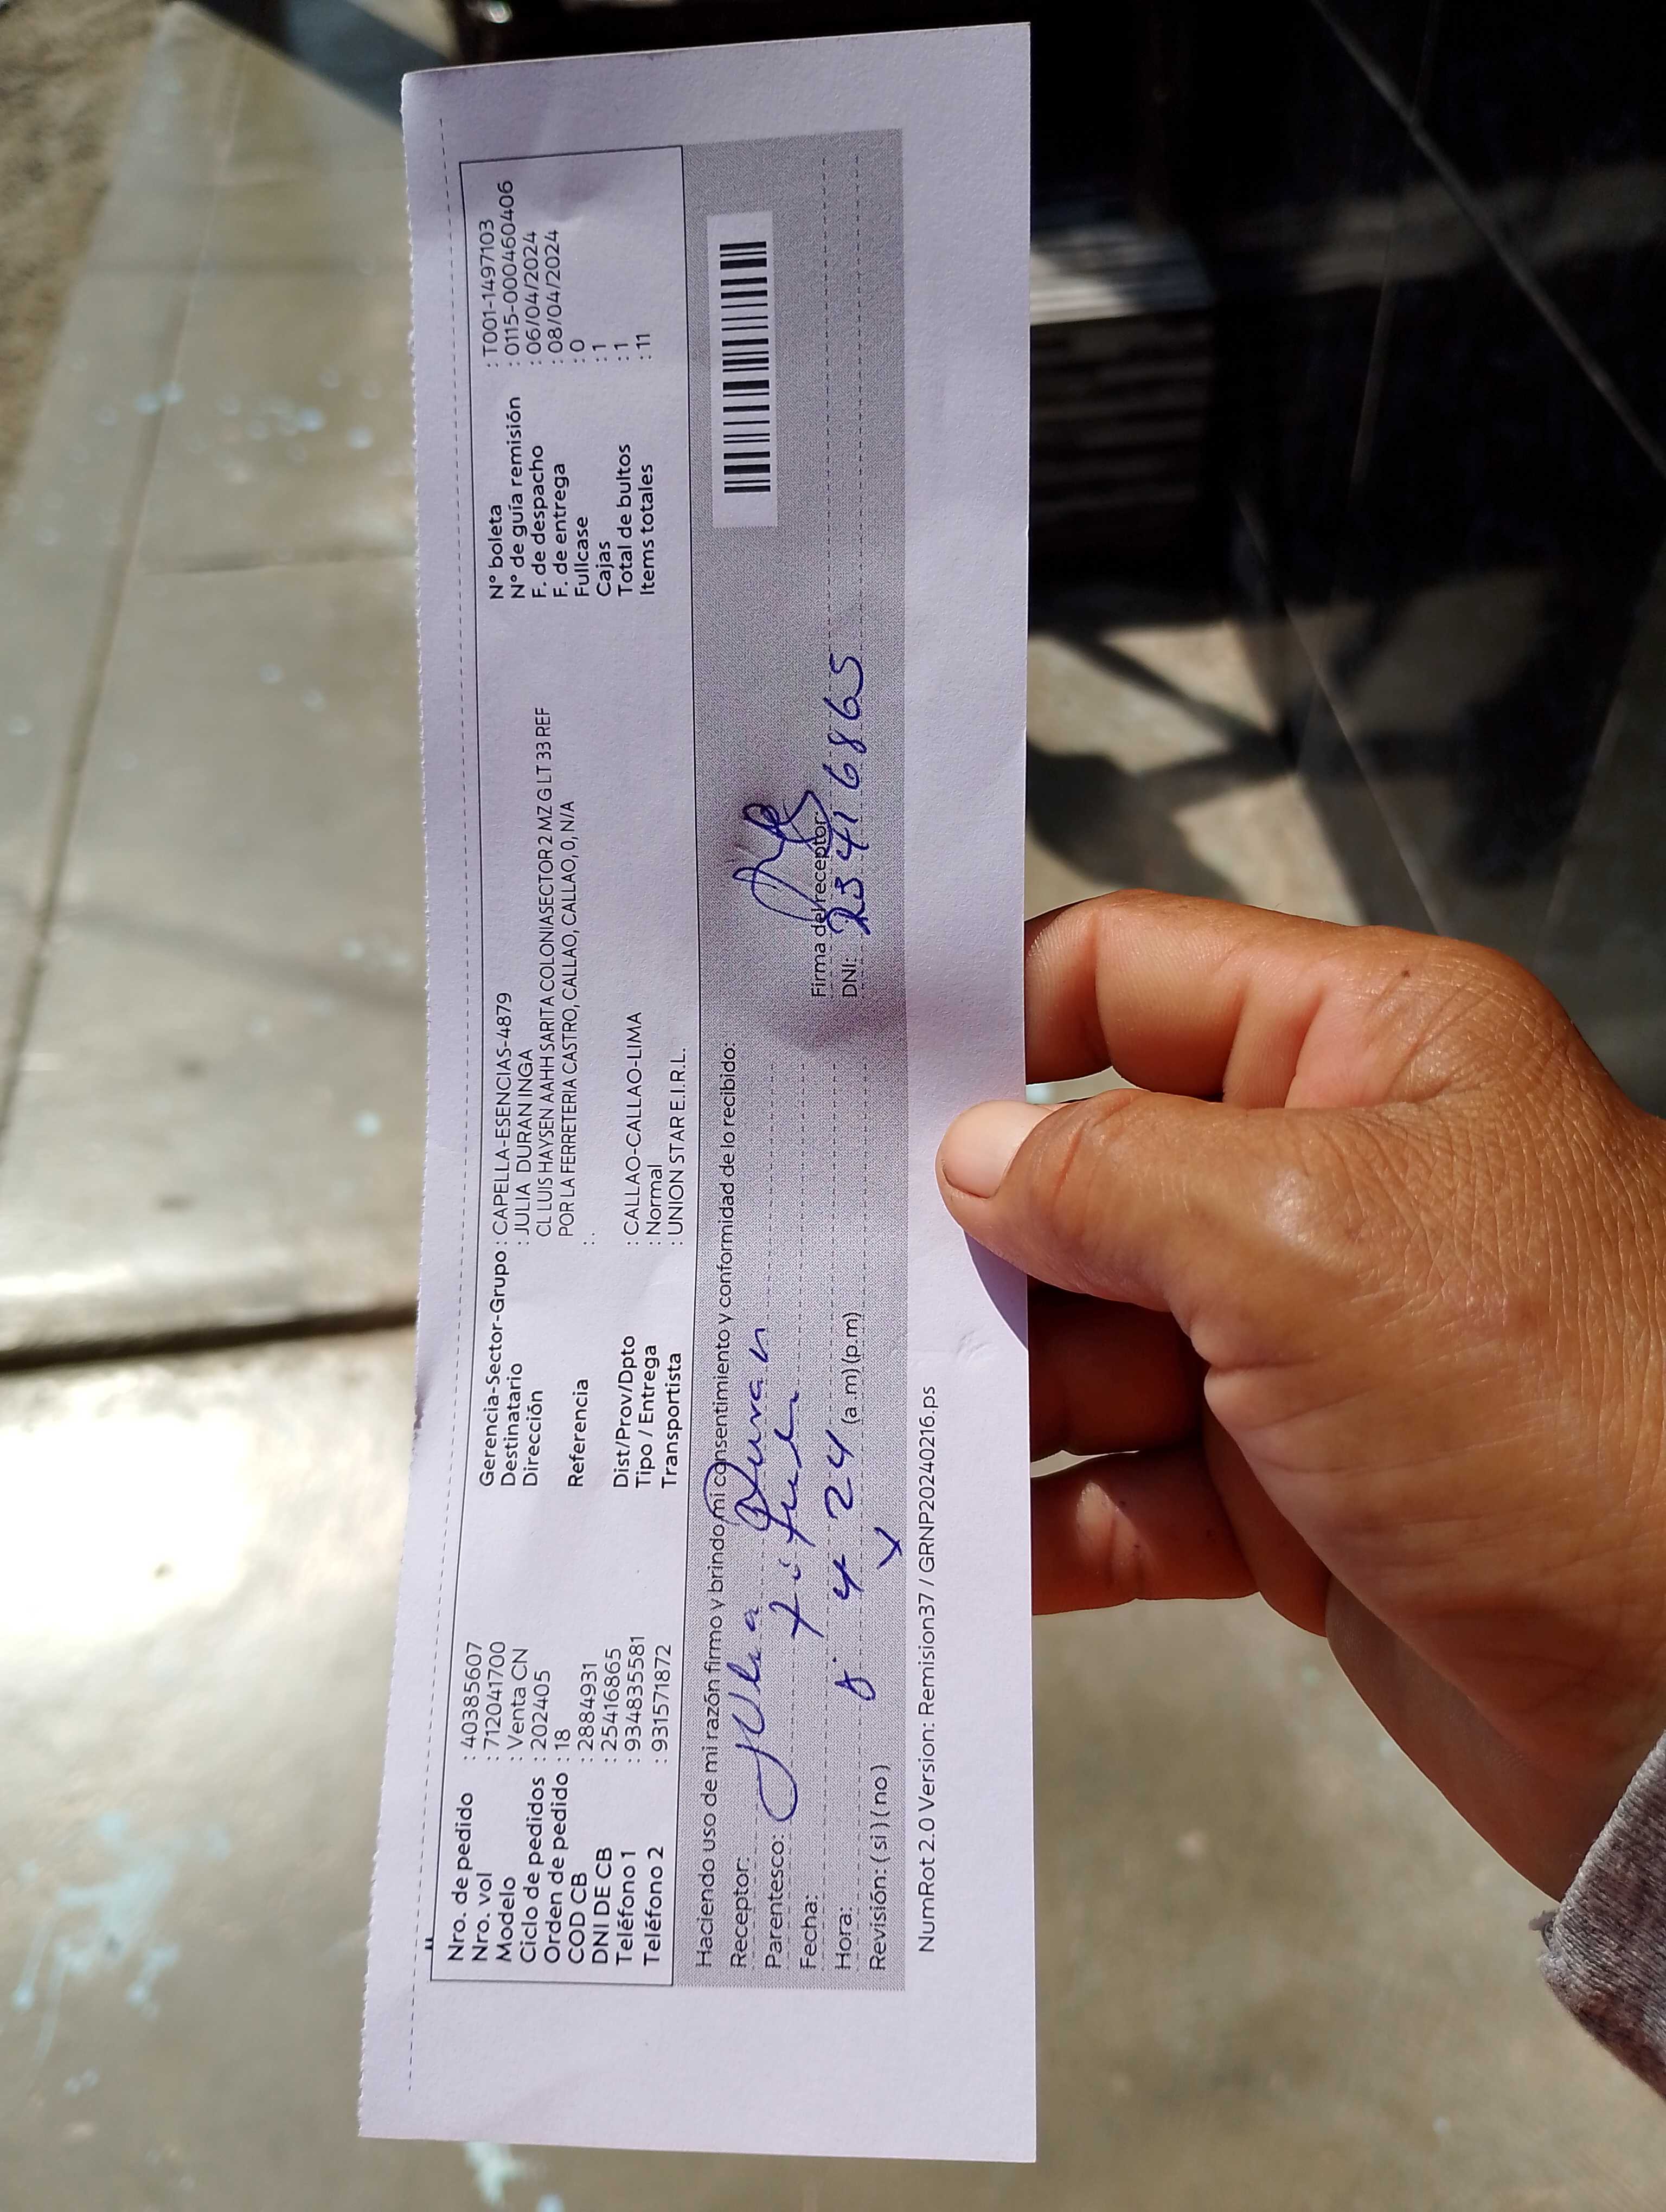 Nro. de pedido : 40385607
Nro. vol : 712041700
Modelo : Venta CN
Ciclo de pedidos : 202405
Orden de pedido : 18
COD CB : 2884931
DNI DE CB : 25416865
Teléfono 1 : 934835581
Teléfono 2 : 931571872
Gerencia-Sector-Grupo : CAPELLA-ESENCIAS-4879
Destinatario : JULIA DURAN INGA
Dirección CL LUIS HAYSEN AAHH SARITA COLONIASECTOR 2 MZ G LT 33 REF
POR LA FERRETERIA CASTRO, CALLAO, CALLAO, 0, N/A
Referencia : .
Dist/Prov/Dpto : CALLAO-CALLAO-LIMA
Tipo / Entrega : Normal
Transportista : UNION STAR E.I.R.L.
N° boleta : T001-1497103
N° de guía remisión : 0115-0004460406
F. de despacho : 06/04/2024
F. de entrega : 08/04/2024
Fullcase : 0
Cajas : 1
Total de bultos : 1
Items totales : 11
Haciendo uso de mi razón firmo y brindo mi consentimiento y conformidad de lo recibido:
Receptor: Julia Duran
Parentesco:
Fecha: 8 4 24
Hora: (a.m) (p.m)
Revisión: ( si ) ( no )
Firma del receptor
DNI:
NumRot 2.0 Version: Remision37 / GRNP20240216.ps